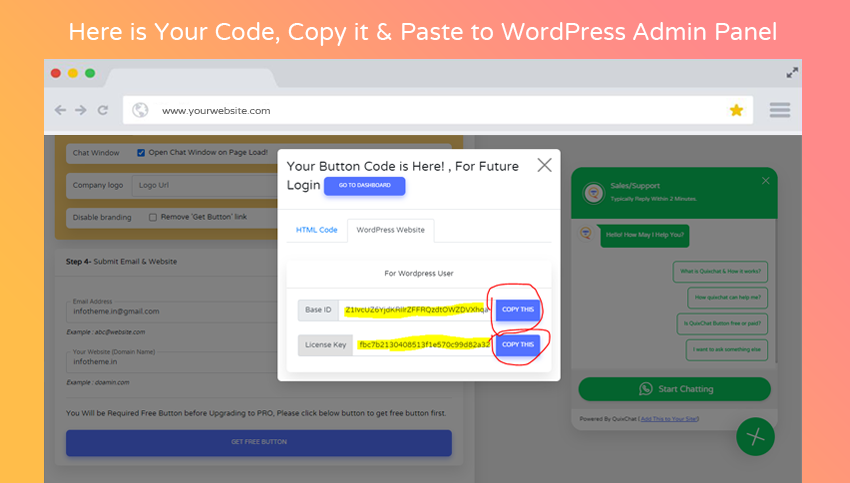 Here is Your Code, Copy it & Paste to WordPress Admin Panel
www.yourwebsite.com
Chat Window
Open Chat Window on Page Load!
Company logo
Logo Url
Disable branding
Remove 'Get Button' link
Step 4- Submit Email & Website
Email Address
infotheme.in@gmail.com
Example : abc@website.com
Your Website (Domain Name)
infotheme.in
Example : doamin.com
You Will be Required Free Button before Upgrading to PRO, Please click below button to get free button first.
SET FREE BUTTON
Your Button Code is Here! , For Future
Login GO TO DASHBOARD
HTML Code
WordPress Website
For Wordpress User
Base ID
COPY THIS
License Key
fbc7b2130408513f1e570c99d82a32
COPY THIS
Sales/Support
Typically Reply Within 2 Minutes.
Hello! How May I Help You?
What is Quixchat & How it works?
How quixchat can help me?
Is QuixChat Button free or paid?
I want to ask something else
Start Chatting
Powered By QuixChat [ Add This to Your Site!]